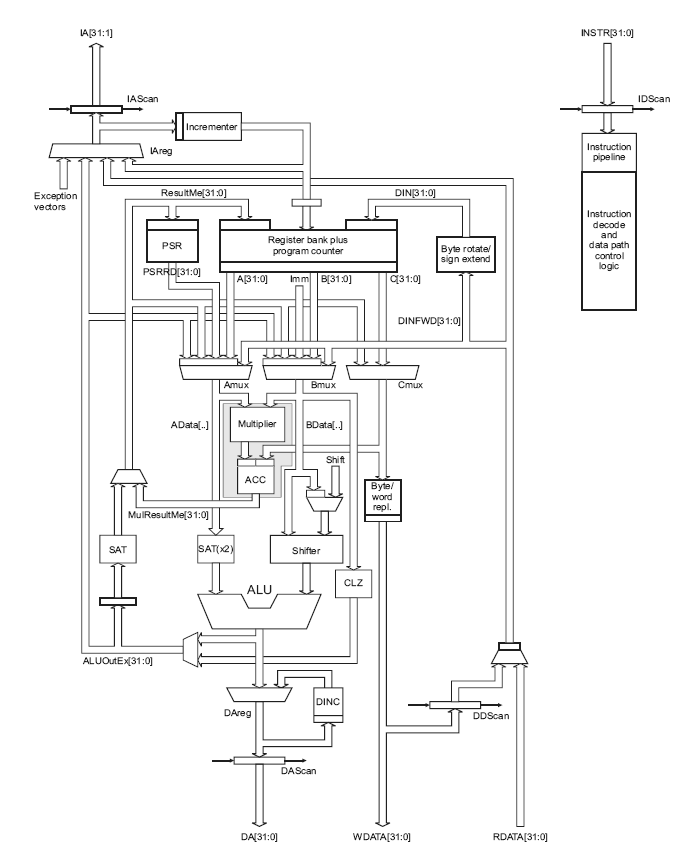 IA[31:1]
INSTR[31:0]
IAScan
IDScan
Incrementer
IAreg
Instruction
pipeline
Exception
vectors
ResultMe[31:0]
DIN[31:0]
Instruction
decode
and
data path
control
logic
PSR
Register bank plus
program counter
Byte rotate/
sign extend
PSRRD[31:0]
A[31:0]
Imm
B[31:0]
C[31:0]
DINFWD[31:0]
Amux
Bmux
Cmux
AData[..]
Multiplier
BData[..]
Shift
ACC
Byte/
word
repl.
MulResultMe[31:0]
SAT
SAT(x2)
Shifter
CLZ
ALU
ALUOutEx[31:0]
DAreg
DINC
DDScan
DAScan
DA[31:0]
WDATA[31:0]
RDATA[31:0]